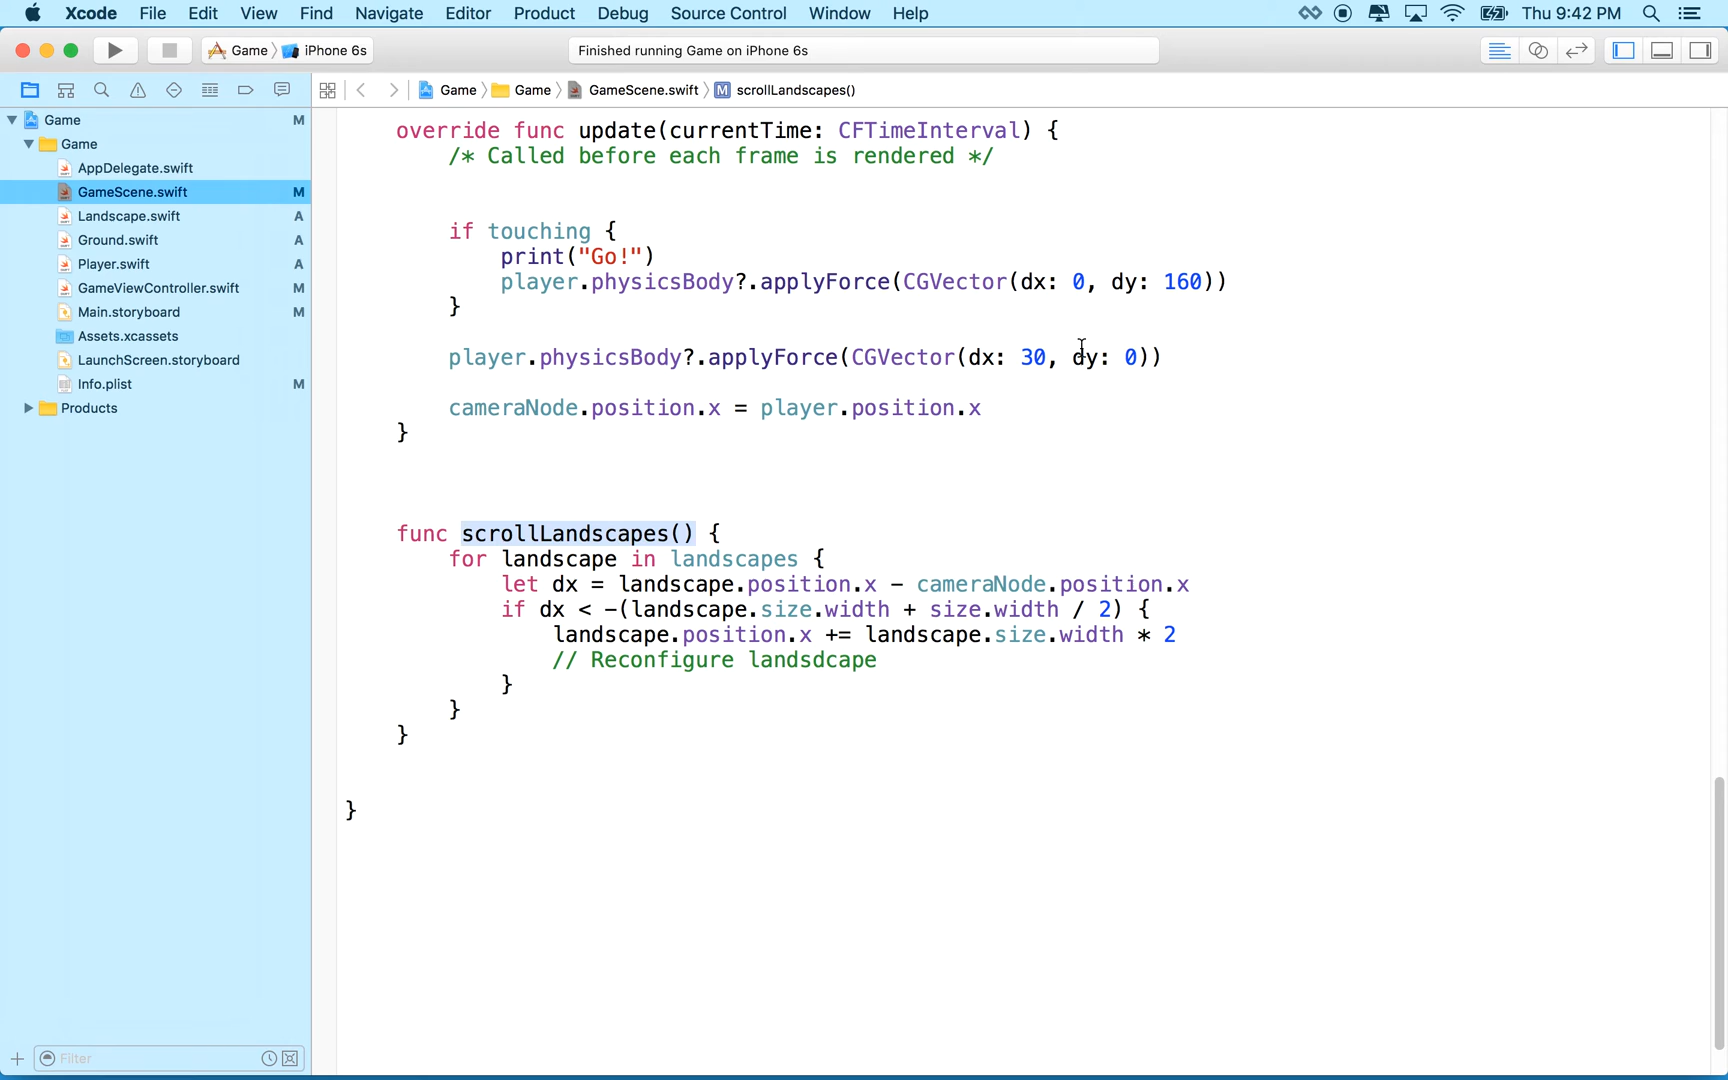 Xcode File Edit View Find Navigate Editor Product Debug Source Control Window Help Thu 9:42 PM
Game iPhone 6s Finished running Game on iPhone 6s
Game Game GameScene.swift M scrollLandscapes()
Game M
Game
AppDelegate.swift
GameScene.swift M
Landscape.swift A
Ground.swift A
Player.swift A
GameViewController.swift M
Main.storyboard M
Assets.xcassets
LaunchScreen.storyboard
Info.plist M
Products
Filter
override func update(currentTime: CFTimeInterval) {
/* Called before each frame is rendered */
if touching {
print("Go!")
player.physicsBody?.applyForce(CGVector(dx: 0, dy: 160))
}
player.physicsBody?.applyForce(CGVector(dx: 30, dy: 0))
cameraNode.position.x = player.position.x
}
func scrollLandscapes() {
for landscape in landscapes {
let dx = landscape.position.x - cameraNode.position.x
if dx < -(landscape.size.width + size.width / 2) {
landscape.position.x += landscape.size.width * 2
// Reconfigure landsdcape
}
}
}
}